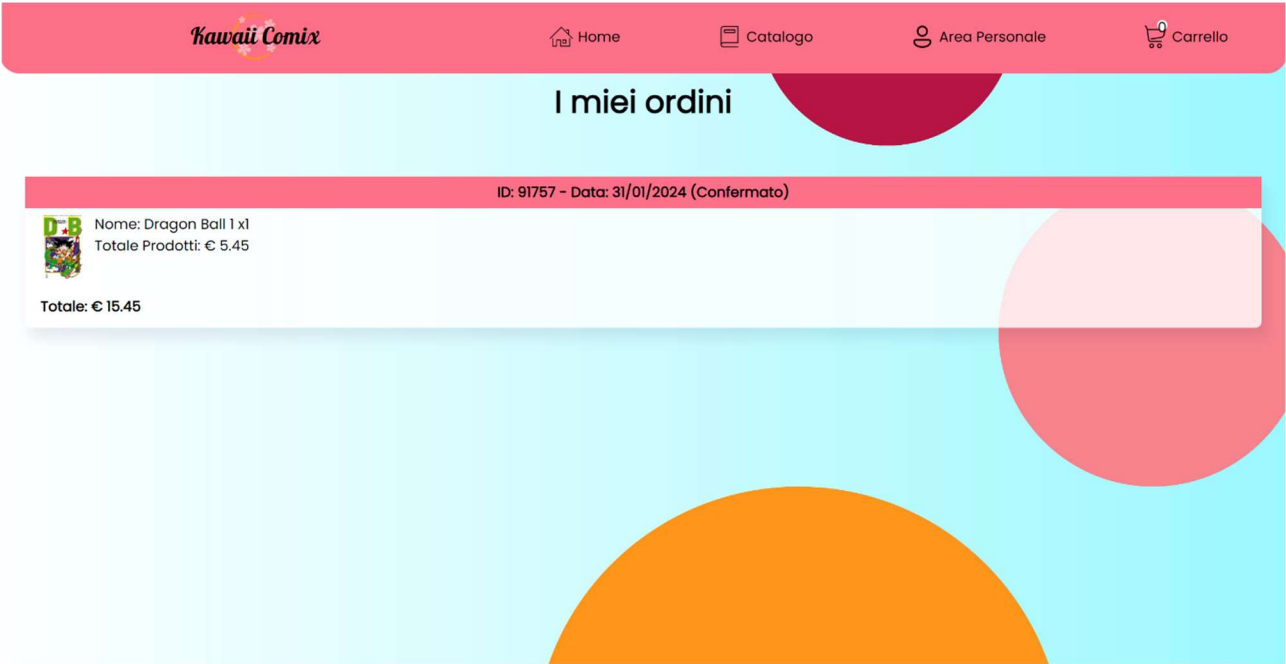 Kawaii Comix
Home
Catalogo
Area Personale
0
Carrello
I miei ordini
ID: 91757 - Data: 31/01/2024 (Confermato)
D B
Nome: Dragon Ball 1 x1
Totale Prodotti: € 5.45
Totale: € 15.45